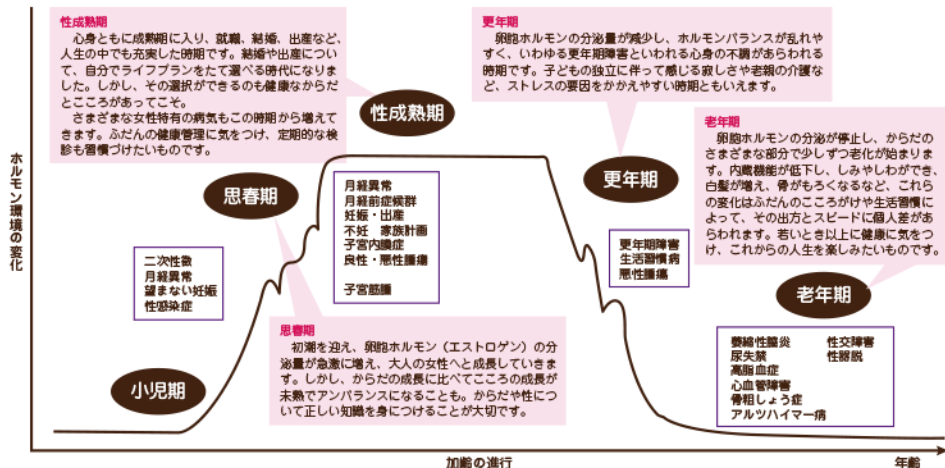 性成熟期
心身ともに成熟期に入り、就職、結婚、出産など、
人生の中でも充実した時期です。結婚や出産につい
て、自分でライフプランをたて選べる時代になりま
した。しかし、その選択ができるのも健康なからだ
とこころがあってこそ。
さまざまな女性特有の病気もこの時期から増えて
きます。ふだんの健康管理に気をつけ、定期的な検
診も習慣づけたいものです。
更年期
卵胞ホルモンの分泌量が減少し、ホルモンバランスが乱れや
すく、いわゆる更年期障害といわれる心身の不調があらわれる
時期です。子どもの独立に伴って感じる寂しさや老親の介護な
ど、ストレスの要因をかかえやすい時期ともいえます。
老年期
卵胞ホルモンの分泌が停止し、からだの
さまざまな部分で少しずつ老化が始まりま
す。内蔵機能が低下し、しみやしわができ、
白髪が増え、骨がもろくなるなど、これら
の変化はふだんのこころがけや生活習慣に
よって、その出方とスピードに個人差があ
らわれます。若いとき以上に健康に気をつ
け、これからの人生を楽しみたいものです。
性成熟期
思春期
更年期
老年期
小児期
ホルモン環境の変化
二次性徴
月経異常
望まない妊娠
性感染症
月経異常
月経前症候群
妊娠・出産
不妊 家族計画
子宮内膜症
良性・悪性腫瘍
子宮筋腫
更年期障害
生活習慣病
悪性腫瘍
思春期
初潮を迎え、卵胞ホルモン（エストロゲン）の分
泌量が急激に増え、大人の女性へと成長していきま
す。しかし、からだの成長に比べてこころの成長が
未熟でアンバランスになることも。からだや性につ
いて正しい知識を身につけることが大切です。
萎縮性膣炎 性交障害
尿失禁 性器脱
高脂血症
心血管障害
骨粗しょう症
アルツハイマー病
加齢の進行
年齢